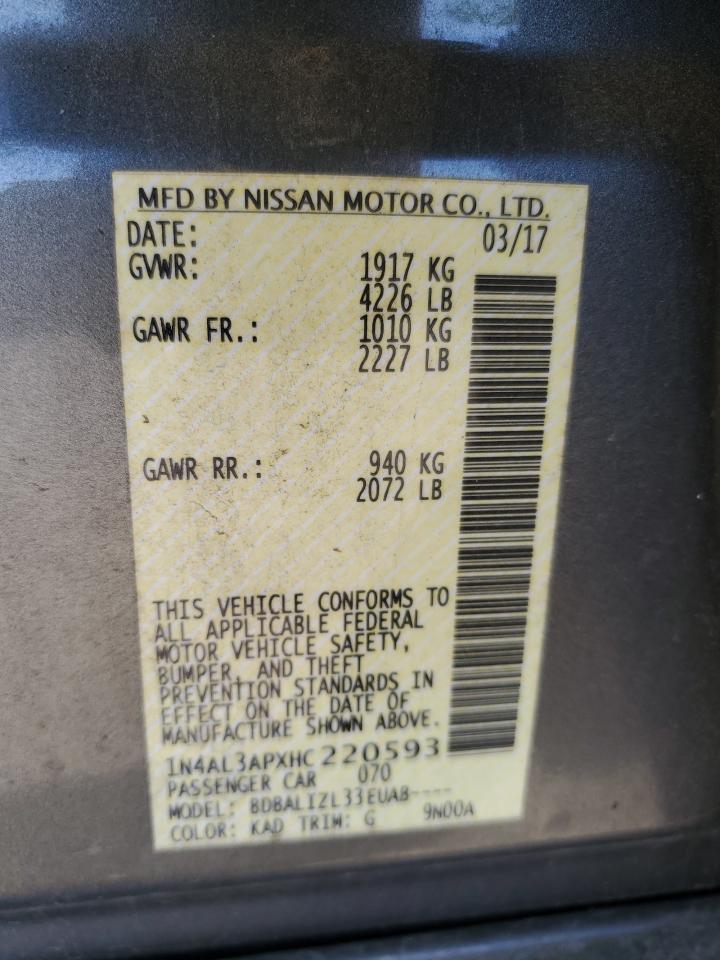 MFD BY NISSAN MOTOR CO., LTD.
DATE: 03/17
GVWR: 1917 KG
4226 LB
GAWR FR.: 1010 KG
2227 LB
GAWR RR.: 940 KG
2072 LB
THIS VEHICLE CONFORMS TO
ALL APPLICABLE FEDERAL
MOTOR VEHICLE SAFETY,
BUMPER, AND THEFT
PREVENTION STANDARDS IN
EFFECT ON THE DATE OF
MANUFACTURE SHOWN ABOVE.
1N4AL3APXHC220593
PASSENGER CAR 070
MODEL: BDBALIZL33EUA8----
COLOR: KAD TRIM: G 9N00A